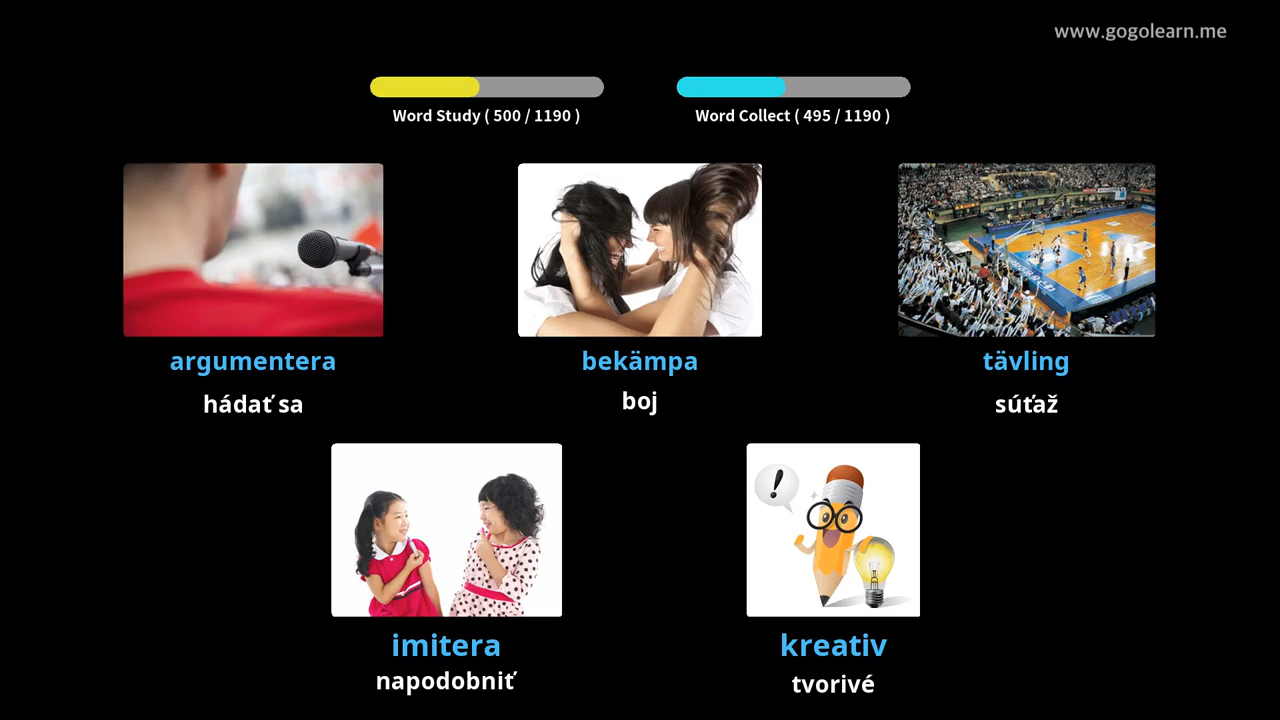 www.gogolearn.me
Word Study ( 500 / 1190 )
Word Collect ( 495 / 1190 )
argumentera
bekämpa
tävling
hádať sa
boj
súťaž
imitera
kreativ
napodobniť
tvorivé